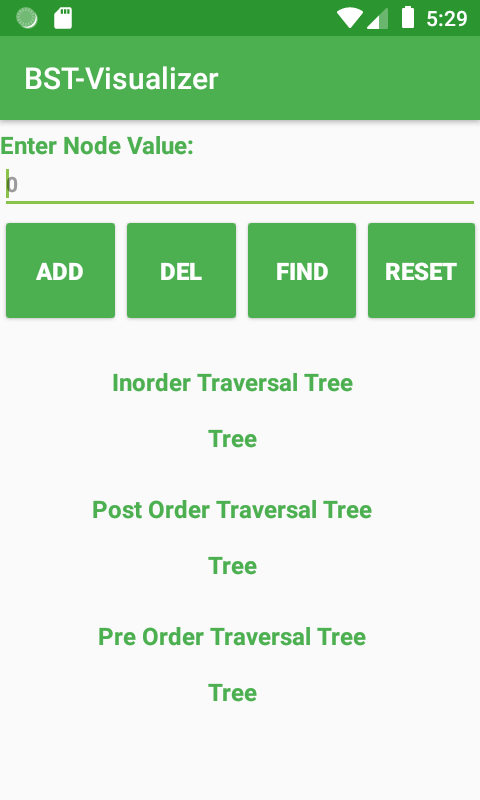 5:29
BST-Visualizer
Enter Node Value:
0
ADD DEL FIND RESET
Inorder Traversal Tree
Tree
Post Order Traversal Tree
Tree
Pre Order Traversal Tree
Tree